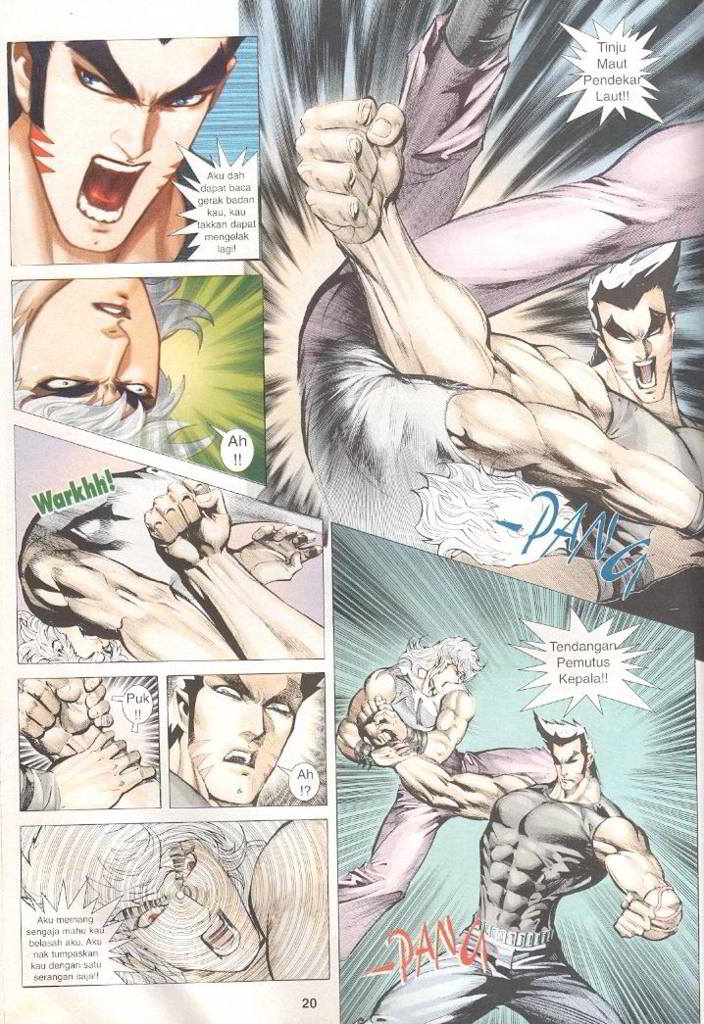 Aku dah
dapat baca
gerak badan
kau, kau
takkan dapat
mengelak
lagi!
Tinju
Maut
Pendekar
Laut!!
Ah
!!
-PANG
Warkhh!
Puk
!!
Ah
!?
Tendangan
Pemutus
Kepala!!
-PANG
Aku memang
sengaja mahu kau
belasah aku. Aku
nak tumpaskan
kau dengan satu
serangan saja!!
20